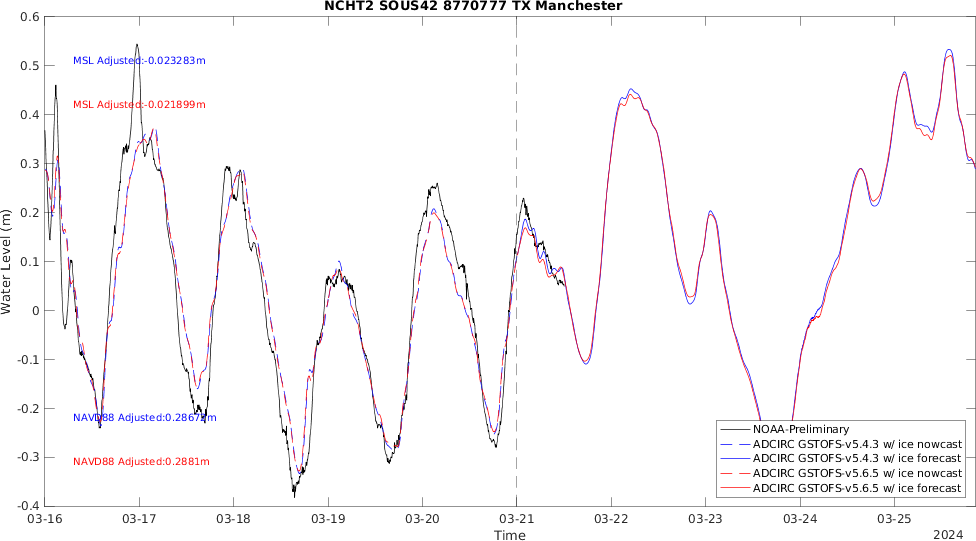 NCHT2 SOUS42 8770777 TX Manchester
0.6
0.5
0.4
0.3
0.2
0.1
0
-0.1
-0.2
-0.3
-0.4
Water Level (m)
MSL Adjusted:-0.023283m
MSL Adjusted:-0.021899m
NAVD88 Adjusted:0.28672m
NAVD88 Adjusted:0.2881m
NOAA-Preliminary
ADCIRC GSTOFS-v5.4.3 w/ ice nowcast
ADCIRC GSTOFS-v5.4.3 w/ ice forecast
ADCIRC GSTOFS-v5.6.5 w/ ice nowcast
ADCIRC GSTOFS-v5.6.5 w/ ice forecast
03-16 03-17 03-18 03-19 03-20 03-21 03-22 03-23 03-24 03-25
Time
2024